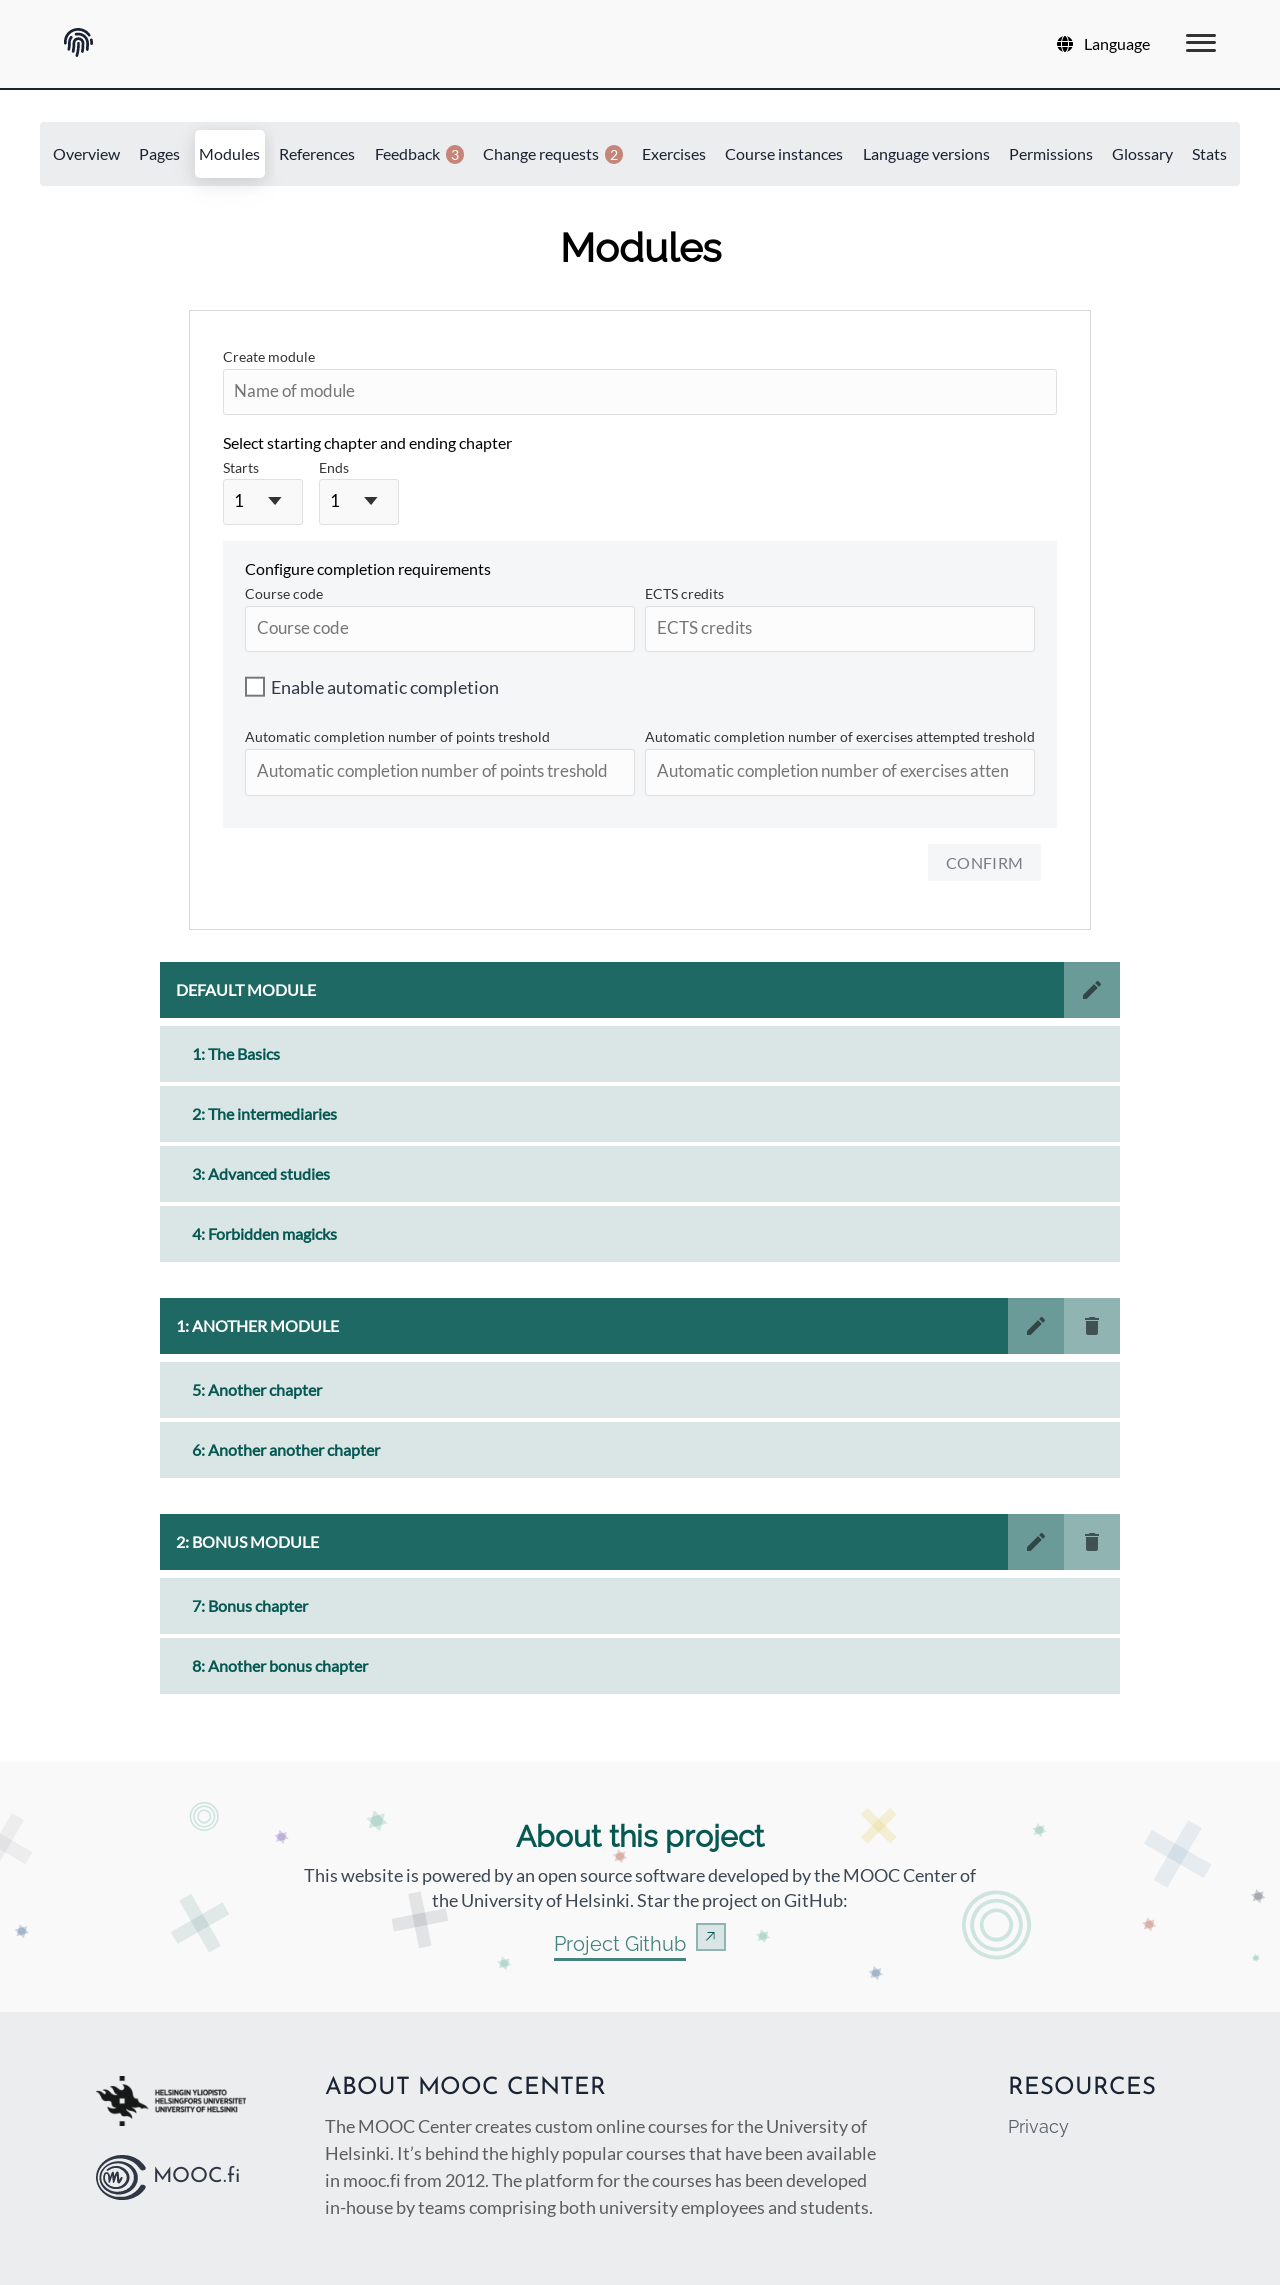 Language
Overview Pages Modules References Feedback 3 Change requests 2 Exercises Course instances Language versions Permissions Glossary Stats
Modules
Create module
Name of module
Select starting chapter and ending chapter
Starts Ends
1 1
Configure completion requirements
Course code ECTS credits
Course code ECTS credits
Enable automatic completion
Automatic completion number of points treshold Automatic completion number of exercises attempted treshold
Automatic completion number of points treshold Automatic completion number of exercises atten
CONFIRM
DEFAULT MODULE
1: The Basics
2: The intermediaries
3: Advanced studies
4: Forbidden magicks
1: ANOTHER MODULE
5: Another chapter
6: Another another chapter
2: BONUS MODULE
7: Bonus chapter
8: Another bonus chapter
About this project
This website is powered by an open source software developed by the MOOC Center of
the University of Helsinki. Star the project on GitHub:
Project Github
HELSINGIN YLIOPISTO
HELSINGFORS UNIVERSITET
UNIVERSITY OF HELSINKI
MOOC.fi
ABOUT MOOC CENTER
The MOOC Center creates custom online courses for the University of
Helsinki. It’s behind the highly popular courses that have been available
in mooc.fi from 2012. The platform for the courses has been developed
in-house by teams comprising both university employees and students.
RESOURCES
Privacy